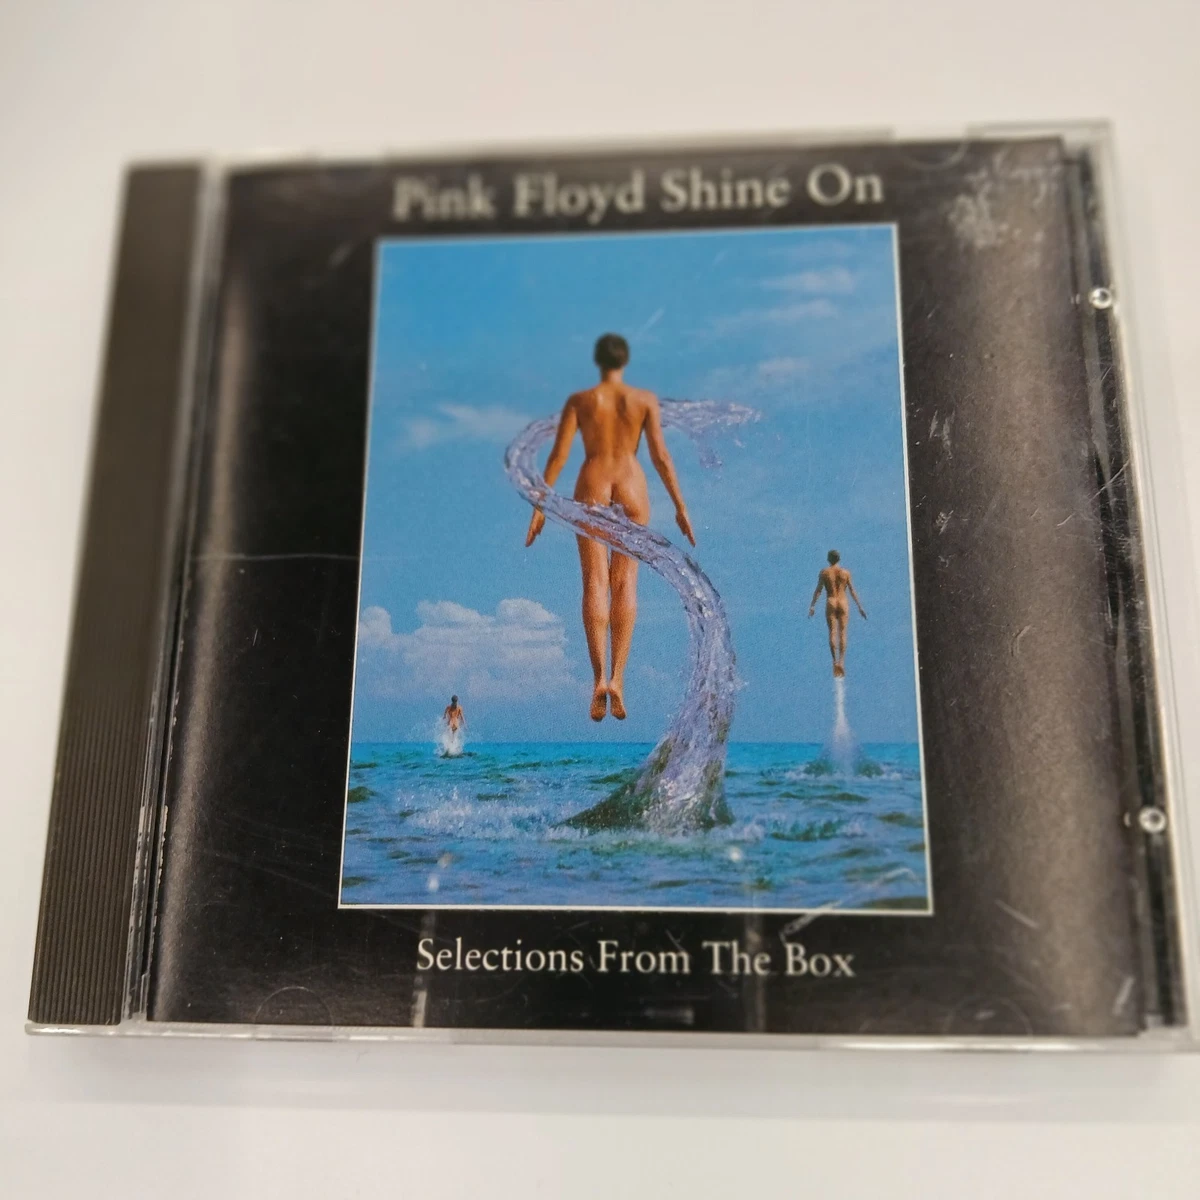 Pink Floyd Shine On
Selections From The Box